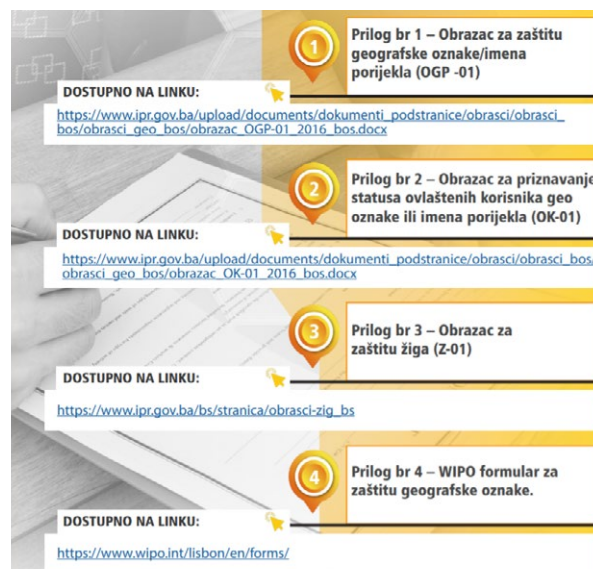 1
Prilog br 1 – Obrazac za zaštitu
geografske oznake/imena
porijekla (OGP -01)
DOSTUPNO NA LINKU:
https://www.ipr.gov.ba/upload/documents/dokumenti_podstranice/obrasci/obrasci_
bos/obrasci_geo_bos/obrazac_OGP-01_2016_bos.docx
2
Prilog br 2 – Obrazac za priznavanje
statusa ovlaštenih korisnika geo
oznake ili imena porijekla (OK-01)
DOSTUPNO NA LINKU:
https://www.ipr.gov.ba/upload/documents/dokumenti_podstranice/obrasci/obrasci_bos/
obrasci_geo_bos/obrazac_OK-01_2016_bos.docx
3
Prilog br 3 – Obrazac za
zaštitu žiga (Z-01)
DOSTUPNO NA LINKU:
https://www.ipr.gov.ba/bs/stranica/obrasci-zig_bs
4
Prilog br 4 – WIPO formular za
zaštitu geografske oznake.
DOSTUPNO NA LINKU:
https://www.wipo.int/lisbon/en/forms/